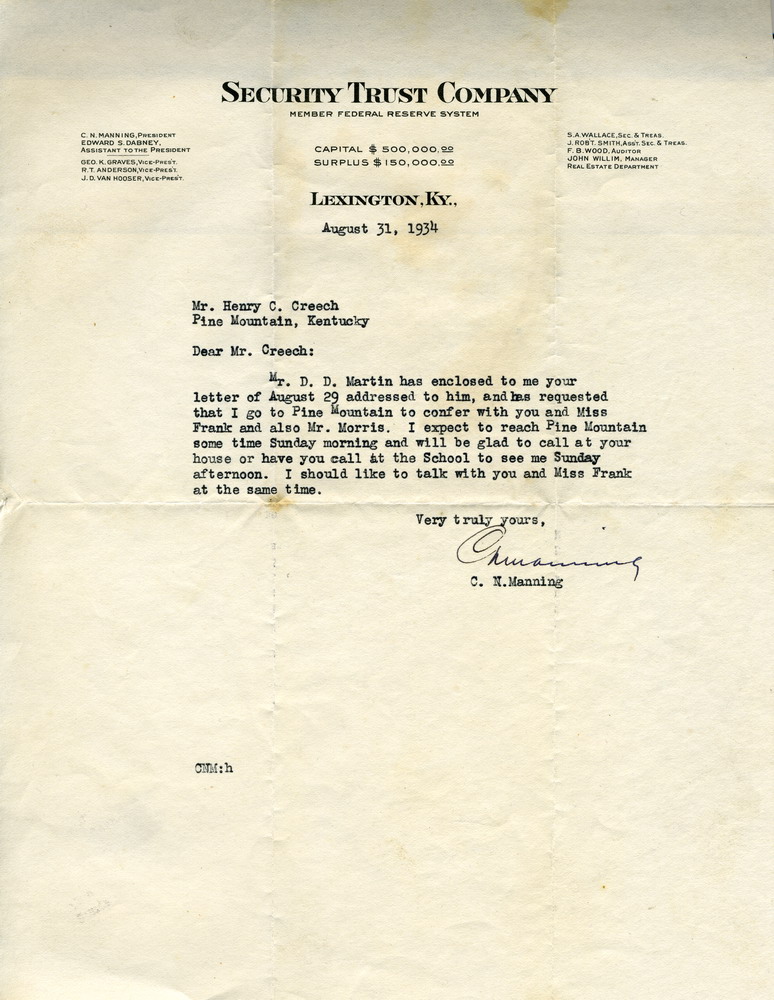 SECURITY TRUST COMPANY
MEMBER FEDERAL RESERVE SYSTEM
C. N. MANNING, PRESIDENT
EDWARD S. DABNEY,
ASSISTANT TO THE PRESIDENT
GEO. K. GRAVES, VICE-PRES'T.
R. T. ANDERSON, VICE-PRES'T.
J. D. VAN HOOSER, VICE-PRES'T.
CAPITAL $ 500,000.00
SURPLUS $ 150,000.00
S. A. WALLACE, SEC. & TREAS.
J. ROB'T. SMITH, ASS'T. SEC. & TREAS.
F. B. WOOD, AUDITOR
JOHN WILLIM, MANAGER
REAL ESTATE DEPARTMENT
LEXINGTON, KY.,
August 31, 1934
Mr. Henry C. Creech
Pine Mountain, Kentucky
Dear Mr. Creech:
Mr. D. D. Martin has enclosed to me your
letter of August 29 addressed to him, and has requested
that I go to Pine Mountain to confer with you and Miss
Frank and also Mr. Morris. I expect to reach Pine Mountain
some time Sunday morning and will be glad to call at your
house or have you call at the School to see me Sunday
afternoon. I should like to talk with you and Miss Frank
at the same time.
Very truly yours,
CNManning
C. N.Manning
CNM:h